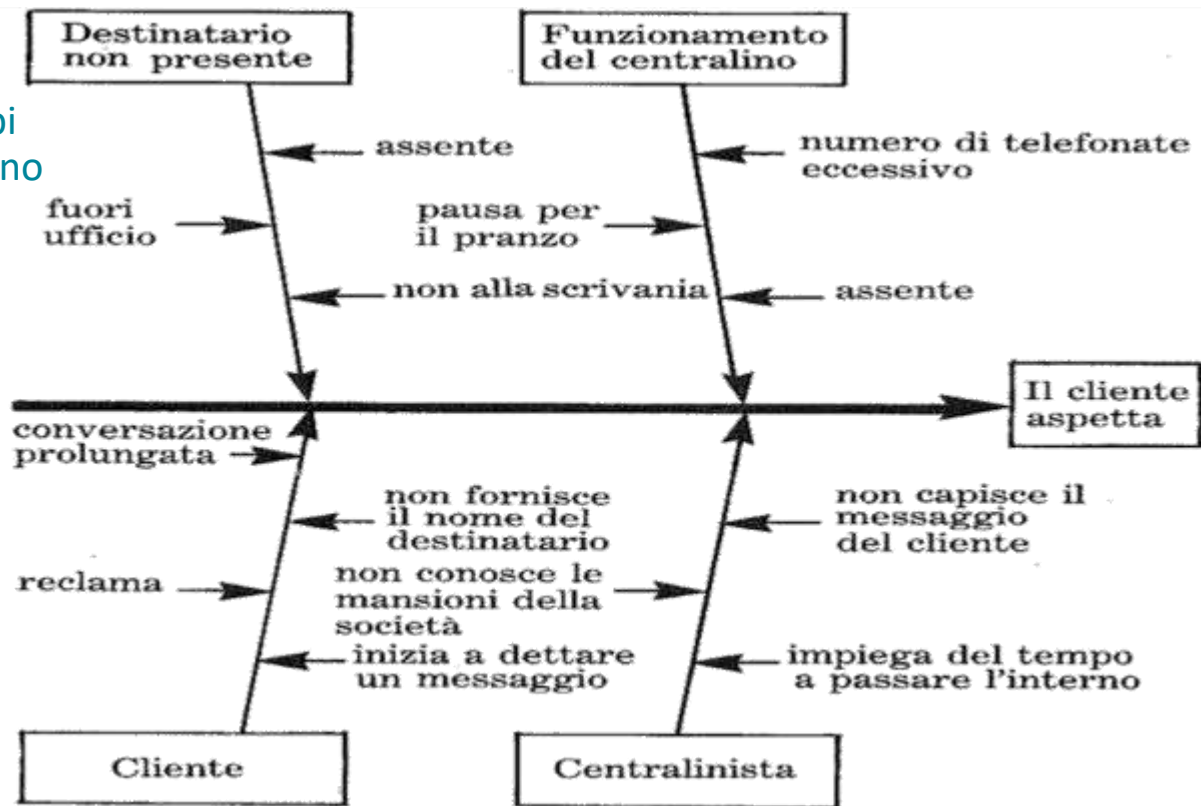 Destinatario
non presente
Funzionamento
del centralino
assente
fuori
ufficio
non alla scrivania
numero di telefonate
eccessivo
pausa per
il pranzo
assente
Il cliente
aspetta
conversazione
prolungata
non fornisce
il nome del
destinatario
reclama
inizia a dettare
un messaggio
non capisce il
messaggio
del cliente
non conosce le
mansioni della
società
impiega del tempo
a passare l'interno
Cliente
Centralinista